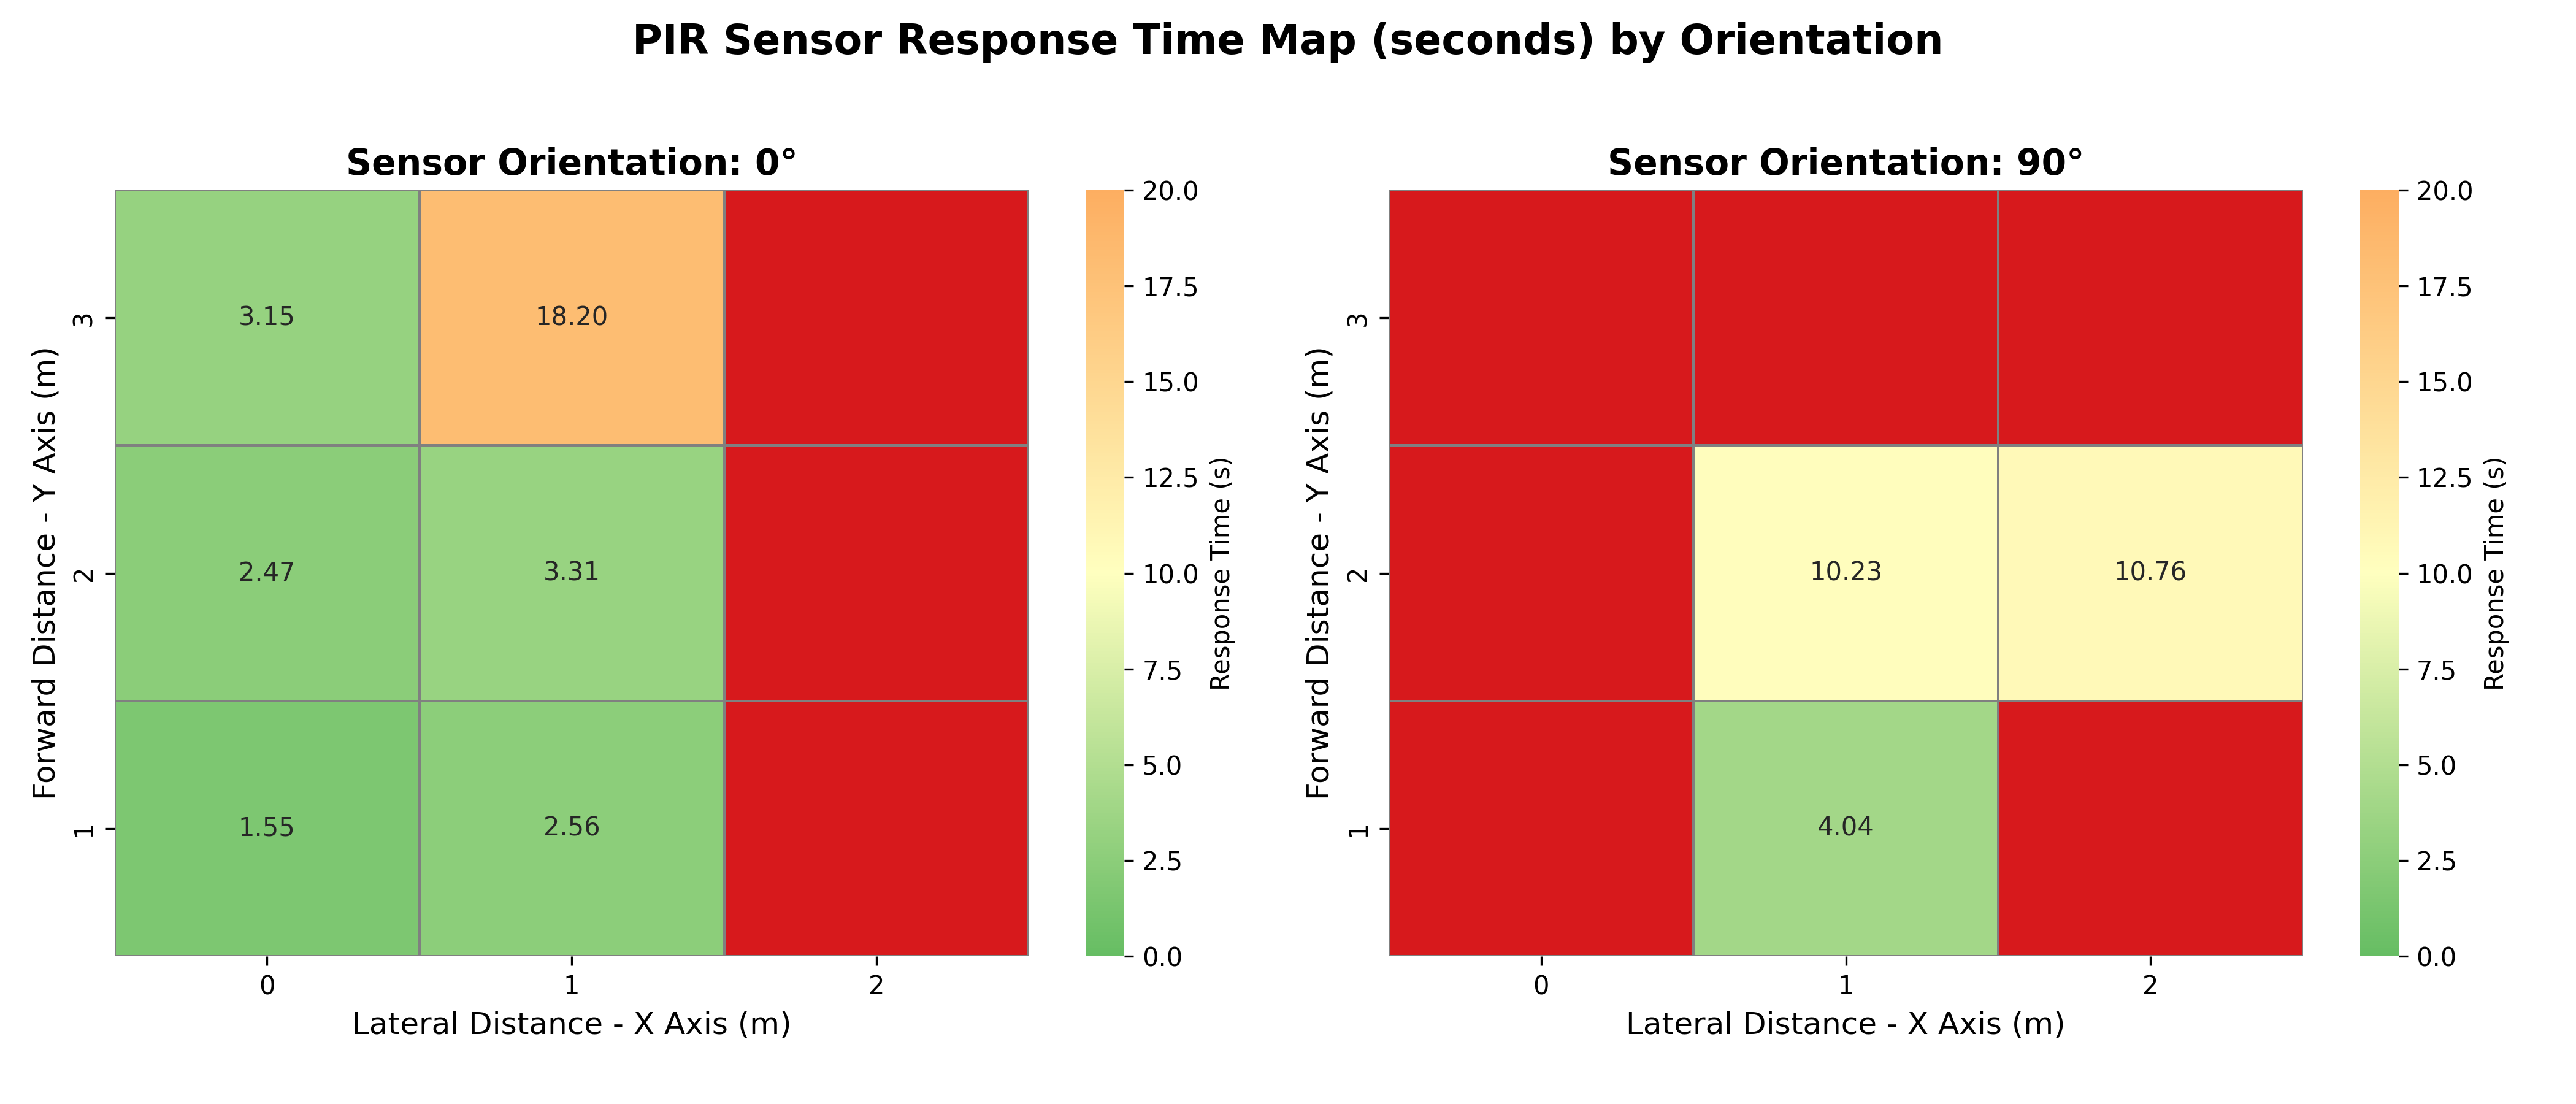 PIR Sensor Response Time Map (seconds) by Orientation
Sensor Orientation: 0°
Forward Distance - Y Axis (m)
3
2
1
3.15 18.20
2.47 3.31
1.55 2.56
0 1 2
Lateral Distance - X Axis (m)
20.0
17.5
15.0
12.5
10.0
7.5
5.0
2.5
0.0
Response Time (s)
Sensor Orientation: 90°
Forward Distance - Y Axis (m)
3
2
1
10.23 10.76
4.04
0 1 2
Lateral Distance - X Axis (m)
20.0
17.5
15.0
12.5
10.0
7.5
5.0
2.5
0.0
Response Time (s)